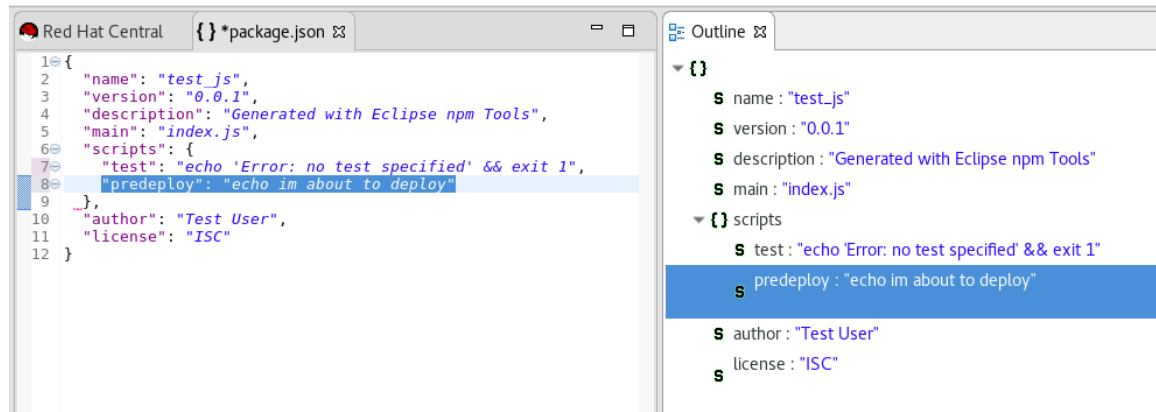 Red Hat Central
{ } *package.json
1 {
2 "name": "test_js",
3 "version": "0.0.1",
4 "description": "Generated with Eclipse npm Tools",
5 "main": "index.js",
6 "scripts": {
7 "test": "echo 'Error: no test specified' && exit 1",
8 "predeploy": "echo im about to deploy"
9 },
10 "author": "Test User",
11 "license": "ISC"
12 }
Outline
{ }
S name : "test_js"
S version : "0.0.1"
S description : "Generated with Eclipse npm Tools"
S main : "index.js"
{ } scripts
S test : "echo 'Error: no test specified' && exit 1"
S predeploy : "echo im about to deploy"
S author : "Test User"
S license : "ISC"